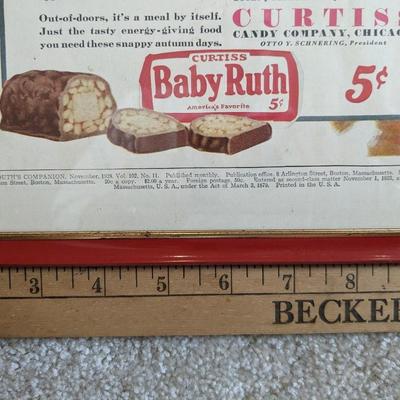 Out-of-doors, it's a meal by itself.
Just the tasty energy-giving food
you need these snappy autumn days.
CURTISS
CANDY COMPANY, CHICAGO
OTTO Y. SCHNERING, President
CURTISS
Baby Ruth
America's Favorite
5¢
5¢
OUTH'S COMPANION, November, 1928, Vol. 102, No. 11. Published monthly. Publication office, 8 Arlington Street, Boston, Massachusetts.
Street, Boston, Massachusetts. 20c a copy. $2.00 a year. Foreign postage, 50c. Entered as second-class matter November 1,
Massachusetts, U. S. A., under the Act of March 3, 1879. Printed in the U. S. A.
3 4 5 6 7 8
BECKER